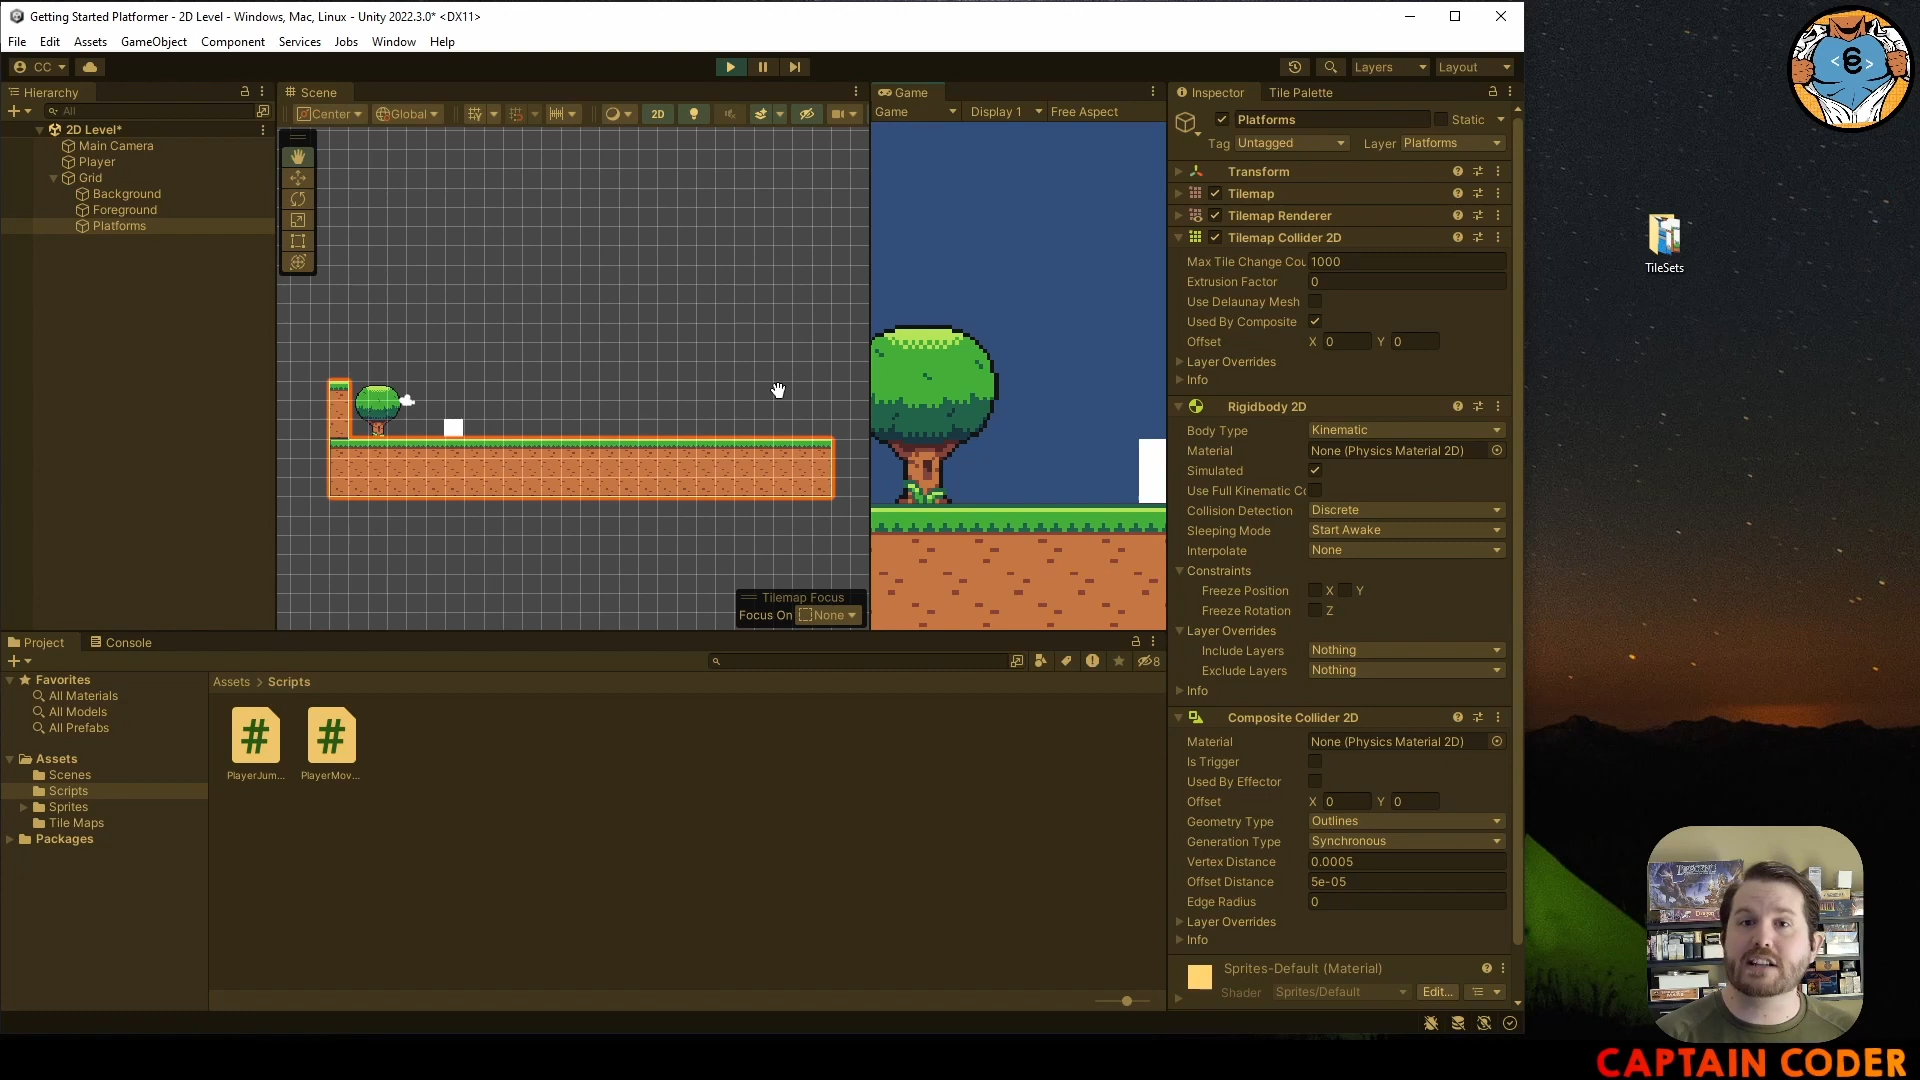 Getting Started Platformer - 2D Level - Windows, Mac, Linux - Unity 2022.3.0* <DX11>
File Edit Assets GameObject Component Services Jobs Window Help
CC Layers Layout
Hierarchy
All
2D Level*
Main Camera
Player
Grid
Background
Foreground
Platforms
Scene
Center Global 2D
Tilemap Focus
Focus On None
Game
Game Display 1 Free Aspect
Inspector Tile Palette
Platforms Static
Tag Untagged Layer Platforms
Transform
Tilemap
Tilemap Renderer
Tilemap Collider 2D
Max Tile Change Cou 1000
Extrusion Factor 0
Use Delaunay Mesh
Used By Composite
Offset X 0 Y 0
Layer Overrides
Info
Rigidbody 2D
Body Type Kinematic
Material None (Physics Material 2D)
Simulated
Use Full Kinematic Cc
Collision Detection Discrete
Sleeping Mode Start Awake
Interpolate None
Constraints
Freeze Position X Y
Freeze Rotation Z
Layer Overrides
Include Layers Nothing
Exclude Layers Nothing
Info
Composite Collider 2D
Material None (Physics Material 2D)
Is Trigger
Used By Effector
Offset X 0 Y 0
Geometry Type Outlines
Generation Type Synchronous
Vertex Distance 0.0005
Offset Distance 5e-05
Edge Radius 0
Layer Overrides
Info
Sprites-Default (Material)
Shader Sprites/Default Edit...
Project Console
8
Favorites
All Materials
All Models
All Prefabs
Assets
Scenes
Scripts
Sprites
Tile Maps
Packages
Assets > Scripts
PlayerJum... PlayerMov...
TileSets
CAPTAIN CODER